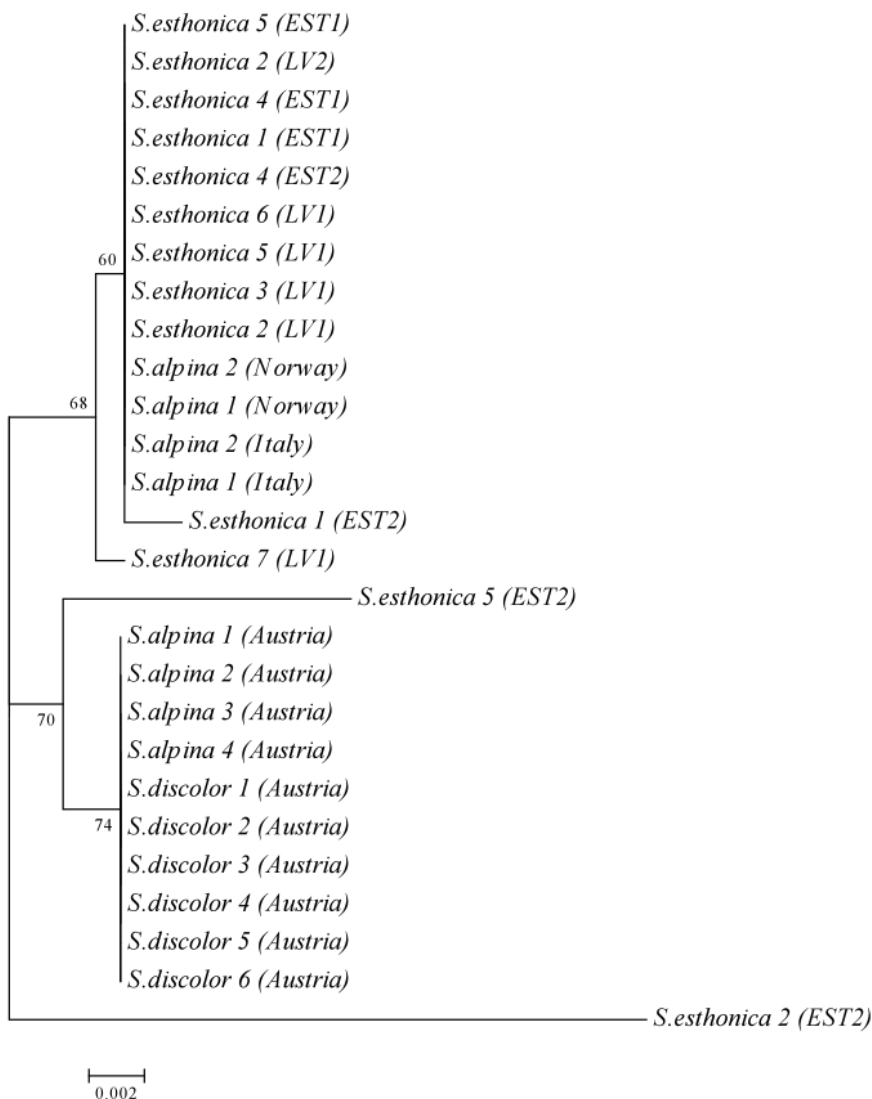 S.esthonica 5 (EST1)
S.esthonica 2 (LV2)
S.esthonica 4 (EST1)
S.esthonica 1 (EST1)
S.esthonica 4 (EST2)
S.esthonica 6 (LV1)
S.esthonica 5 (LV1)
60
S.esthonica 3 (LV1)
S.esthonica 2 (LV1)
S.alpina 2 (Norway)
S.alpina 1 (Norway)
68
S.alpina 2 (Italy)
S.alpina 1 (Italy)
S.esthonica 1 (EST2)
S.esthonica 7 (LV1)
S.esthonica 5 (EST2)
S.alpina 1 (Austria)
S.alpina 2 (Austria)
S.alpina 3 (Austria)
70
S.alpina 4 (Austria)
S.discolor 1 (Austria)
S.discolor 2 (Austria)
74
S.discolor 3 (Austria)
S.discolor 4 (Austria)
S.discolor 5 (Austria)
S.discolor 6 (Austria)
S.esthonica 2 (EST2)
0.002